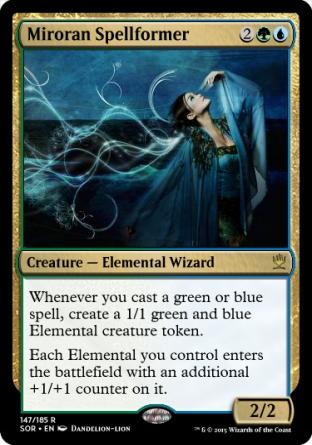 Miroran Spellformer 2
Creature — Elemental Wizard
Whenever you cast a green or blue
spell, create a 1/1 green and blue
Elemental creature token.
Each Elemental you control enters
the battlefield with an additional
+1/+1 counter on it.
2/2
147/185 R
SOR • EN DANDELION-LION
™ & © 2015 Wizards of the Coast